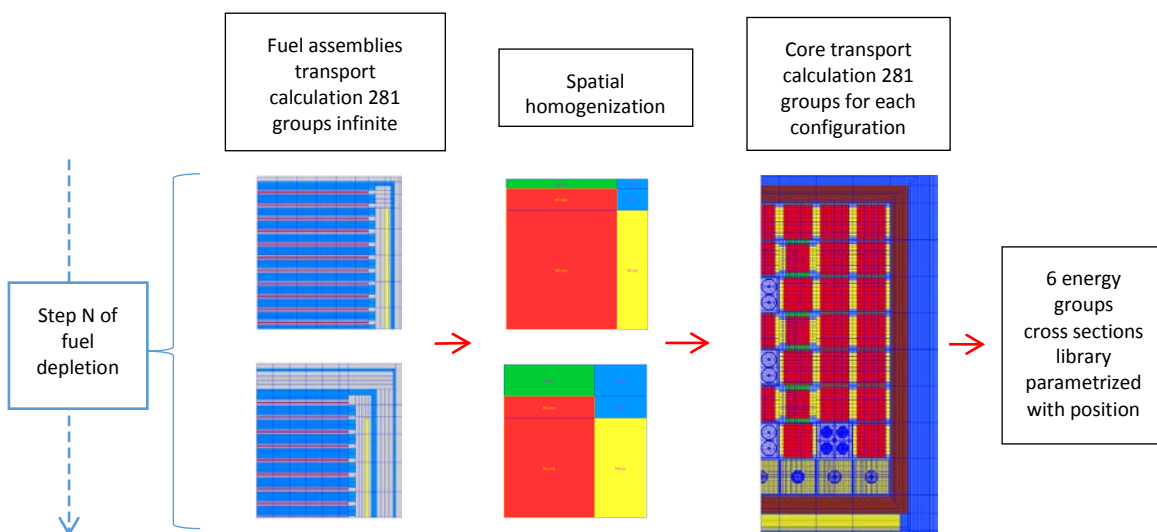 Fuel assemblies
transport
calculation 281
groups infinite
Spatial
homogenization
Core transport
calculation 281
groups for each
configuration
Step N of
fuel
depletion
6 energy
groups
cross sections
library
parametrized
with position